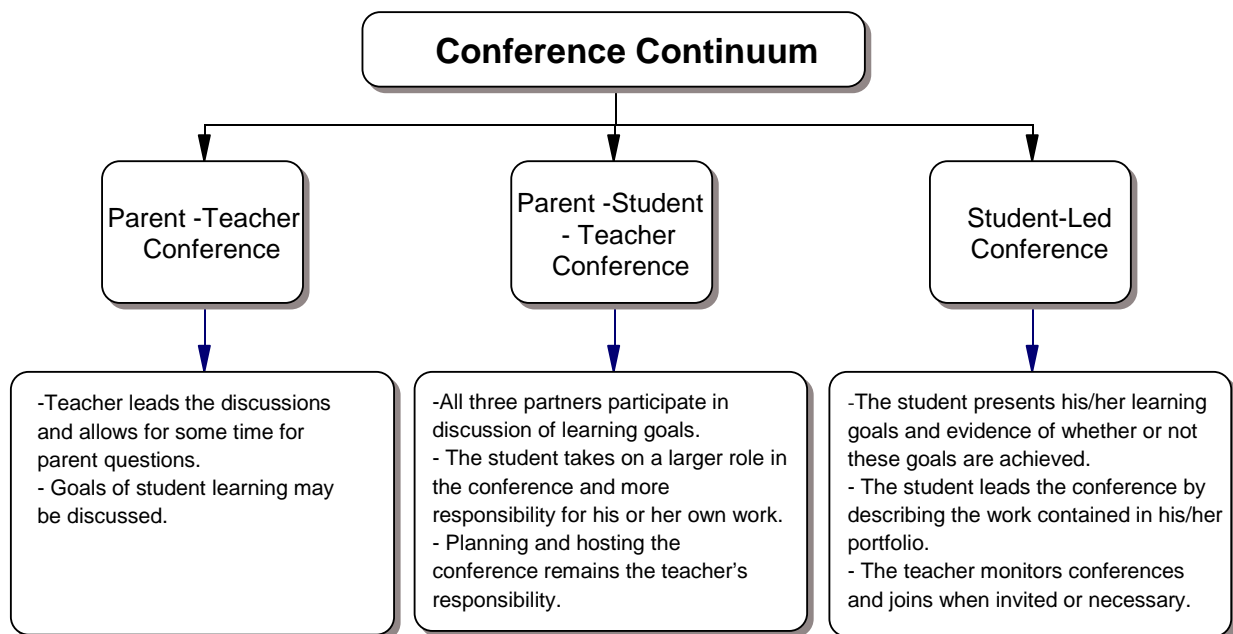 Conference Continuum
Parent -Teacher
Conference
Parent -Student
- Teacher
Conference
Student-Led
Conference
-Teacher leads the discussions
and allows for some time for
parent questions.
- Goals of student learning may
be discussed.
-All three partners participate in
discussion of learning goals.
- The student takes on a larger role in
the conference and more
responsibility for his or her own work.
- Planning and hosting the
conference remains the teacher’s
responsibility.
-The student presents his/her learning
goals and evidence of whether or not
these goals are achieved.
- The student leads the conference by
describing the work contained in his/her
portfolio.
- The teacher monitors conferences
and joins when invited or necessary.